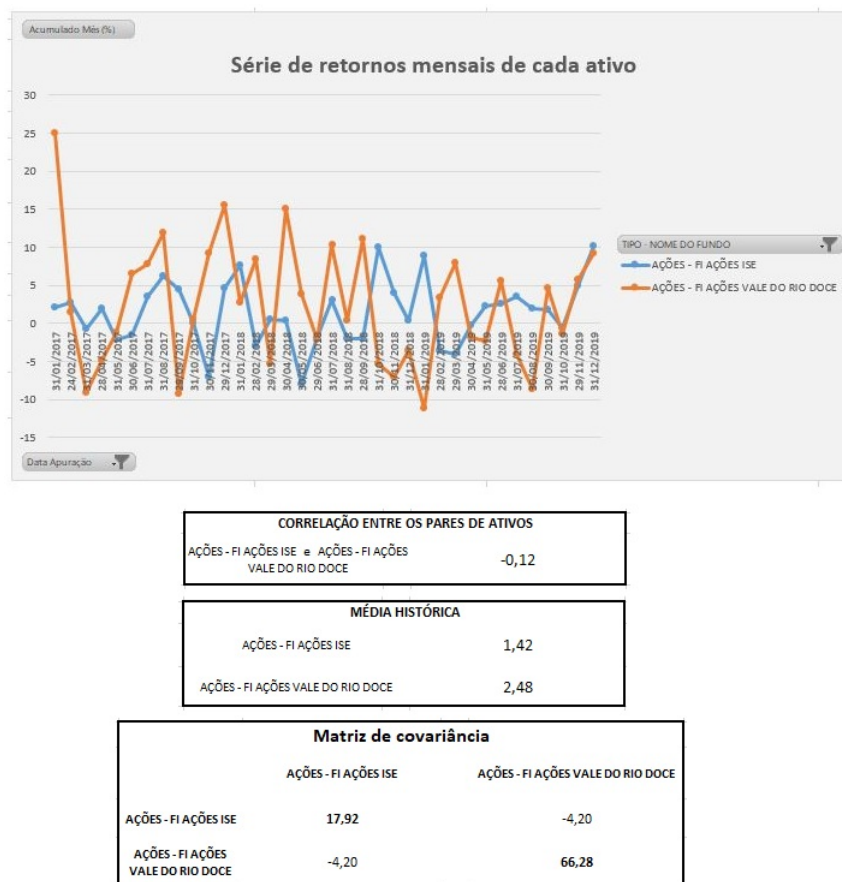 Acumulado Mês (%)
Série de retornos mensais de cada ativo
30
25
20
15
10
5
0
-5
-10
-15
31/01/2017
24/02/2017
31/03/2017
28/04/2017
31/05/2017
30/06/2017
31/07/2017
31/08/2017
29/09/2017
31/10/2017
30/11/2017
29/12/2017
31/01/2018
28/02/2018
29/03/2018
30/04/2018
30/05/2018
29/06/2018
31/07/2018
31/08/2018
28/09/2018
31/10/2018
30/11/2018
31/12/2018
31/01/2019
28/02/2019
29/03/2019
30/04/2019
31/05/2019
28/06/2019
31/07/2019
30/08/2019
30/09/2019
31/10/2019
29/11/2019
31/12/2019
TIPO - NOME DO FUNDO
AÇÕES - FI AÇÕES ISE
AÇÕES - FI AÇÕES VALE DO RIO DOCE
Data Apuração
CORRELAÇÃO ENTRE OS PARES DE ATIVOS
AÇÕES - FI AÇÕES ISE e AÇÕES - FI AÇÕES
VALE DO RIO DOCE
-0,12
MÉDIA HISTÓRICA
AÇÕES - FI AÇÕES ISE 1,42
AÇÕES - FI AÇÕES VALE DO RIO DOCE 2,48
Matriz de covariância
AÇÕES - FI AÇÕES ISE AÇÕES - FI AÇÕES VALE DO RIO DOCE
AÇÕES - FI AÇÕES ISE 17,92 -4,20
AÇÕES - FI AÇÕES
VALE DO RIO DOCE
-4,20 66,28